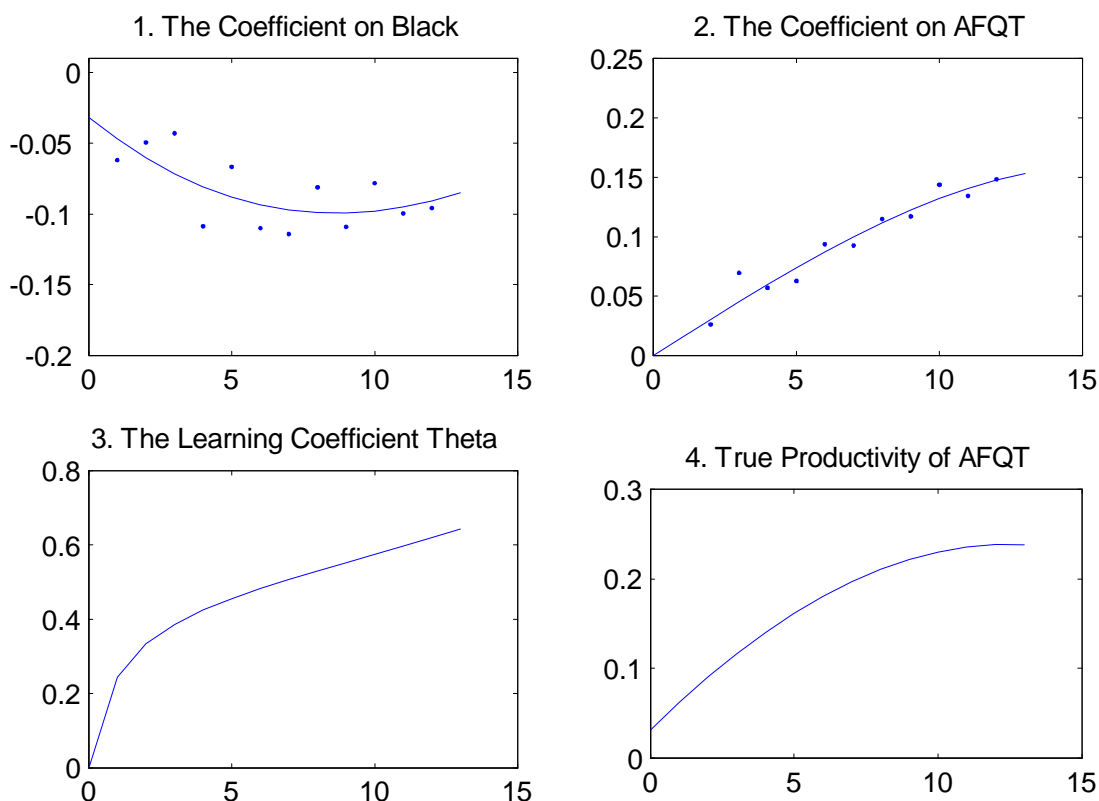 1. The Coefficient on Black
-0
-0.05
-0.1
-0.15
-0.2
0 5 10 15
2. The Coefficient on AFQT
0.25
0.2
0.15
0.1
0.05
0
0 5 10 15
3. The Learning Coefficient Theta
0.8
0.6
0.4
0.2
0
0 5 10 15
4. True Productivity of AFQT
0.3
0.2
0.1
0
0 5 10 15